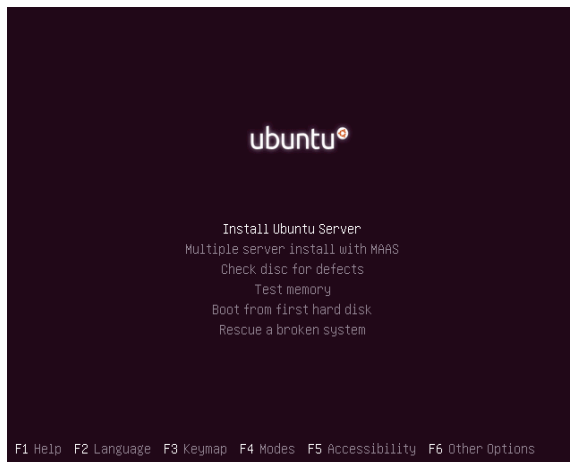 ubuntu
Install Ubuntu Server
Multiple server install with MAAS
Check disc for defects
Test memory
Boot from first hard disk
Rescue a broken system
F1 Help F2 Language F3 Keymap F4 Modes F5 Accessibility F6 Other Options